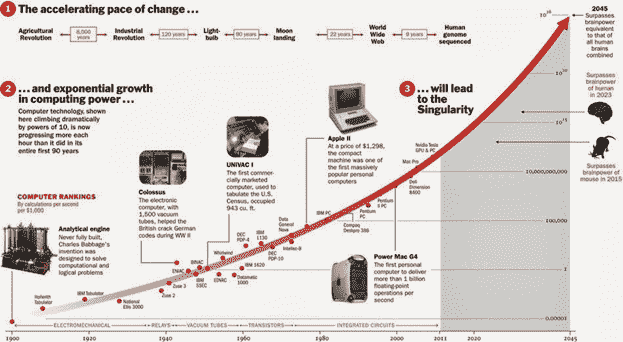 1 The accelerating pace of change...
Agricultural
Revolution
8,000
years
Industrial
Revolution
120 years
Light-
bulb
90 years
Moon
landing
22 years
World
Wide
Web
9 years
Human
genome
sequenced
2 ...and exponential growth
in computing power...
Computer technology, shown
here climbing dramatically
by powers of 10, is now
progressing more each
hour than it did in its
entire first 90 years
COMPUTER RANKINGS
By calculations per second
per $1,000
Analytical engine
Never fully built,
Charles Babbage's
invention was
designed to solve
computational and
logical problems
Colossus
The electronic
computer, with
1,500 vacuum
tubes, helped the
British crack German
codes during WW II
UNIVAC I
The first commer-
cially marketed
computer, used to
tabulate the U.S.
Census, occupied
943 cu. ft.
Apple II
At a price of $1,298,
the compact
machine was one of
the first massively
popular personal
computers
Power Mac G4
The first personal
computer to deliver
more than 1 billion
floating-point
operations per
second
3 ...will lead
to the
Singularity
2045
Surpasses
brainpower
equivalent to that of
all human
brains combined
Surpasses
brainpower
of human
in 2023
Surpasses
brainpower of
mouse in 2015
Hollerith
Tabulator
IBM Tabulator
National
Ellis 3000
Zuse 2
Zuse 3
ENIAC
BINAC
IBM
SSEC
Whirlwind
EDVAC
DEC
PDP-4
IBM 1620
Datamatic
1000
IBM
1130
DEC
PDP-10
Data
General
Nova
Intellec-8
IBM PC
Compaq
Deskpro 386
Pentium
PC
Pentium
II PC
Mac Pro
Dell
Dimension
8400
Nvidia Tesla
GPU & PC
10,000,000,000
100,000
1
0.00001
ELECTROMECHANICAL
RELAYS
VACUUM TUBES
TRANSISTORS
INTEGRATED CIRCUITS
1900
1910
1920
1930
1940
1950
1960
1970
1980
1990
2000
2011
2020
2045